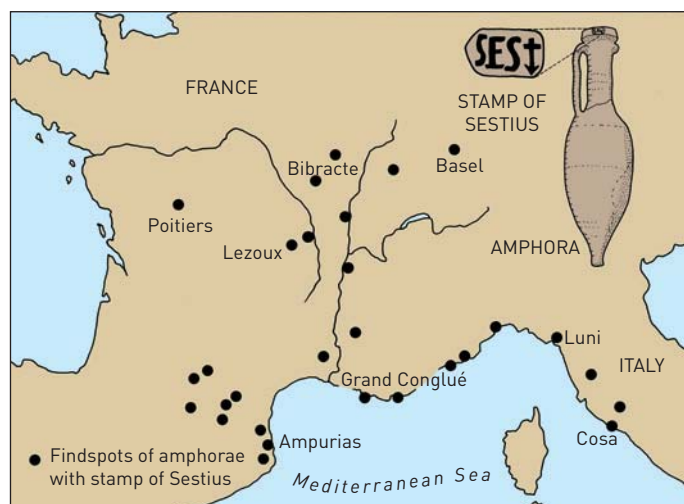 SES
STAMP OF
SESTIUS
FRANCE
Bibracte
Basel
Poitiers
Lezoux
AMPHORA
Luni
ITALY
Grand Conglué
Cosa
Ampurias
Findspots of amphorae
with stamp of Sestius
Mediterranean Sea